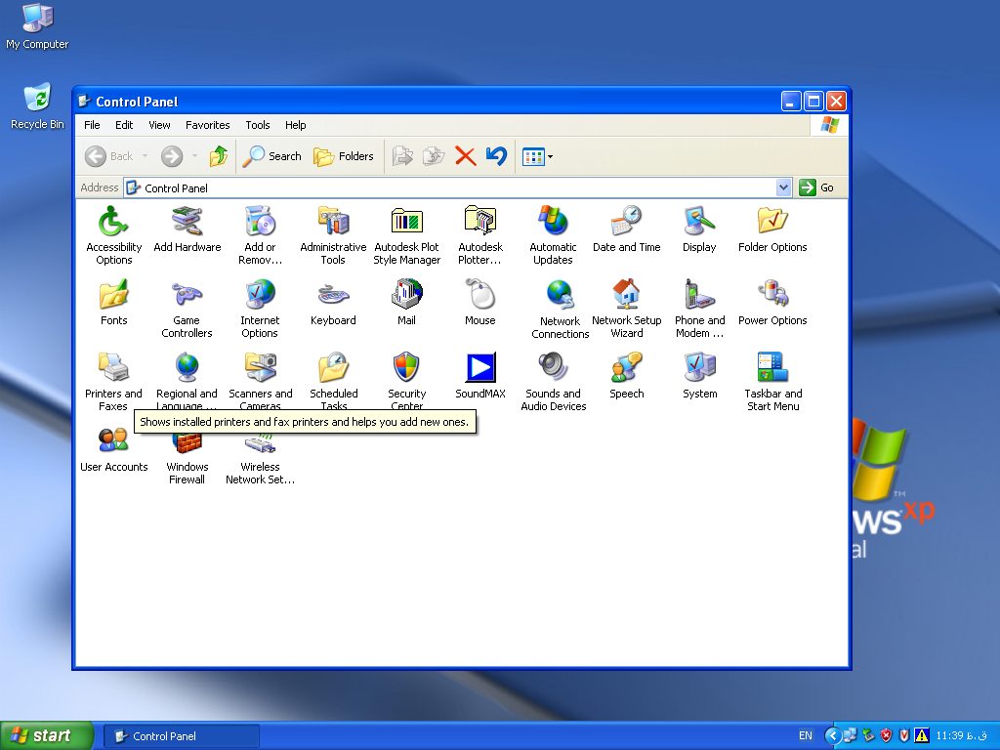 My Computer
Recycle Bin
Control Panel
File Edit View Favorites Tools Help
Back Search Folders
Address Control Panel Go
Accessibility Options
Add Hardware
Add or Remov...
Administrative Tools
Autodesk Plot Style Manager
Autodesk Plotter...
Automatic Updates
Date and Time
Display
Folder Options
Fonts
Game Controllers
Internet Options
Keyboard
Mail
Mouse
Network Connections
Network Setup Wizard
Phone and Modem ...
Power Options
Printers and Faxes
Regional and Language ...
Scanners and Cameras
Scheduled Tasks
Security Center
SoundMAX
Sounds and Audio Devices
Speech
System
Taskbar and Start Menu
Shows installed printers and fax printers and helps you add new ones.
User Accounts
Windows Firewall
Wireless Network Set...
TM
ws xp
al
start
Control Panel
EN
11:39 ق.ظ